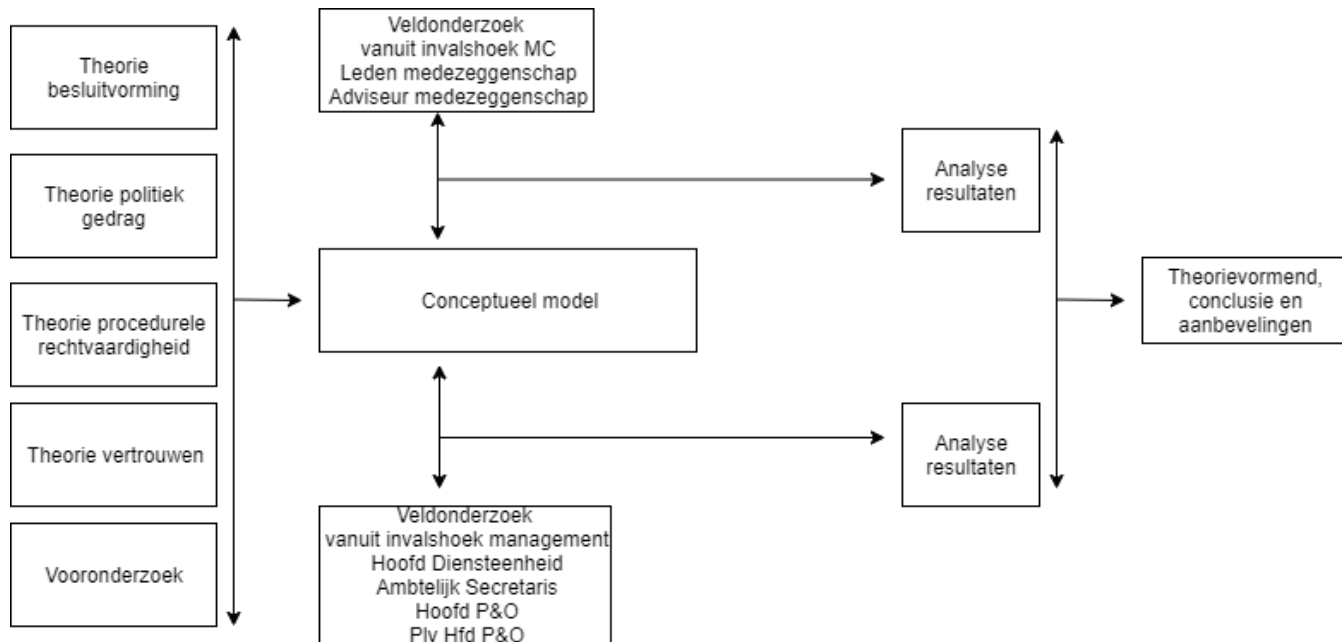 Theorie
besluitvorming
Theorie politiek
gedrag
Theorie procedurele
rechtvaardigheid
Theorie vertrouwen
Vooronderzoek
Veldonderzoek
vanuit invalshoek MC
Leden medezeggenschap
Adviseur medezeggenschap
Conceptueel model
Veldonderzoek
vanuit invalshoek management
Hoofd Diensteenheid
Ambtelijk Secretaris
Hoofd P&O
Plv Hfd P&O
Analyse
resultaten
Analyse
resultaten
Theorievormend,
conclusie en
aanbevelingen